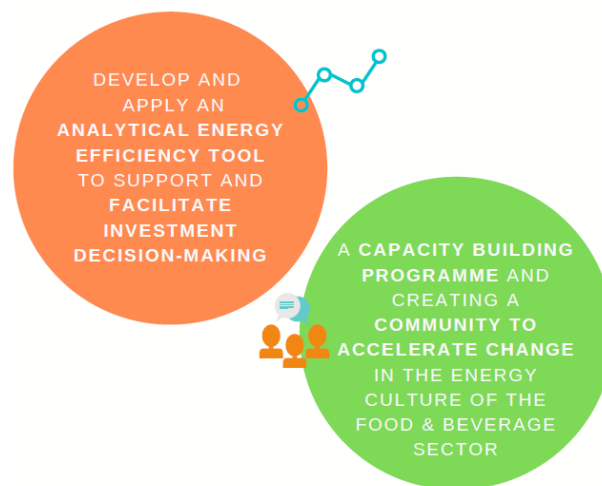 DEVELOP AND
APPLY AN
ANALYTICAL ENERGY
EFFICIENCY TOOL
TO SUPPORT AND
FACILITATE
INVESTMENT
DECISION-MAKING
A CAPACITY BUILDING
PROGRAMME AND
CREATING A
COMMUNITY TO
ACCELERATE CHANGE
IN THE ENERGY
CULTURE OF THE
FOOD & BEVERAGE
SECTOR